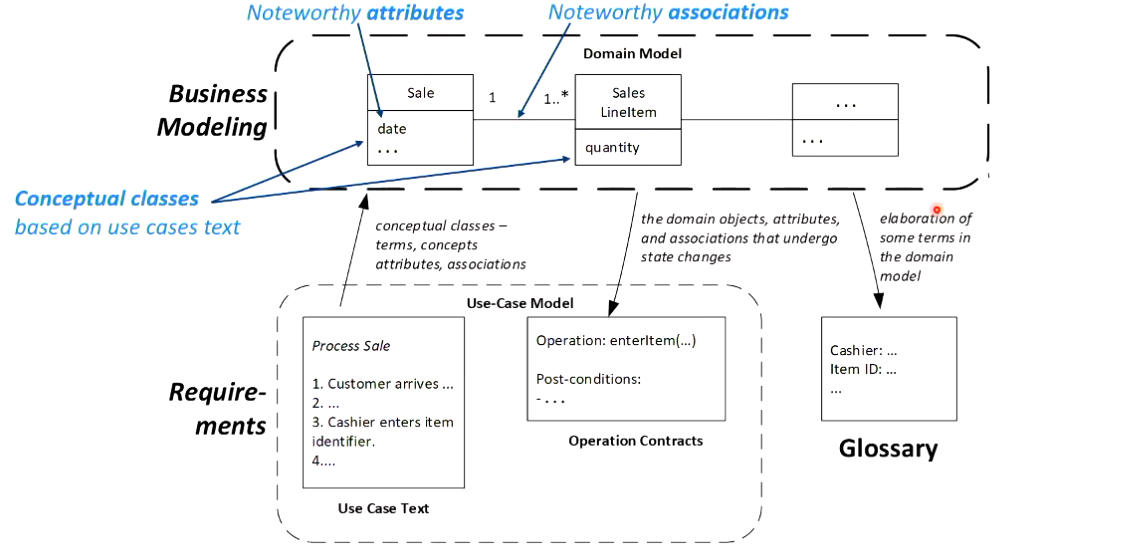 Noteworthy attributes
Noteworthy associations
Domain Model
Business
Modeling
Sale
date
...
1
1..*
Sales
LineItem
quantity
...
...
Conceptual classes
based on use cases text
conceptual classes –
terms, concepts
attributes, associations
the domain objects, attributes,
and associations that undergo
state changes
elaboration of
some terms in
the domain
model
Use-Case Model
Require-
ments
Process Sale
1. Customer arrives ...
2. ...
3. Cashier enters item
identifier.
4....
Use Case Text
Operation: enterItem(…)
Post-conditions:
- ...
Operation Contracts
Cashier: ...
Item ID: ...
...
Glossary